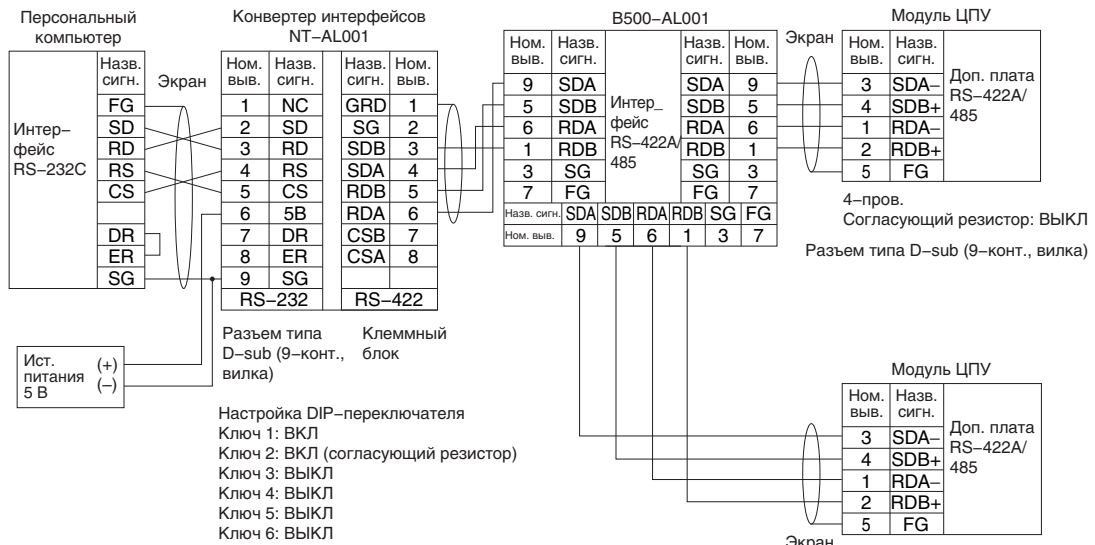 Персональный
компьютер
Интер–
фейс
RS–232C
Назв.
сигн.
FG
SD
RD
RS
CS
DR
ER
SG
Экран
Конвертер интерфейсов
NT–AL001
Ном. Назв. Назв. Ном.
выв. сигн. сигн. выв.
1 NC GRD 1
2 SD SG 2
3 RD SDB 3
4 RS SDA 4
5 CS RDB 5
6 5В RDA 6
7 DR CSB 7
8 ER CSA 8
9 SG
RS–232 RS–422
Разъем типа
D–sub (9–конт.,
вилка)
Клеммный
блок
Ист.
питания
5 В
(+)
(–)
Настройка DIP–переключателя
Ключ 1: ВКЛ
Ключ 2: ВКЛ (согласующий резистор)
Ключ 3: ВЫКЛ
Ключ 4: ВЫКЛ
Ключ 5: ВЫКЛ
Ключ 6: ВЫКЛ
B500–AL001
Ном. Назв. Назв. Ном.
выв. сигн. сигн. выв.
9 SDA SDA 9
5 SDB SDB 5
6 RDA RDA 6
1 RDB RDB 1
3 SG SG 3
7 FG FG 7
Интер_
фейс
RS–422A/
485
Назв. сигн. SDA SDB RDA RDB SG FG
Ном. выв. 9 5 6 1 3 7
Экран
Модуль ЦПУ
Ном. Назв.
выв. сигн.
3 SDA–
4 SDB+
1 RDA–
2 RDB+
5 FG
Доп. плата
RS–422A/
485
4–пров.
Согласующий резистор: ВЫКЛ
Разъем типа D–sub (9–конт., вилка)
Модуль ЦПУ
Ном. Назв.
выв. сигн.
3 SDA–
4 SDB+
1 RDA–
2 RDB+
5 FG
Доп. плата
RS–422A/
485
Экран